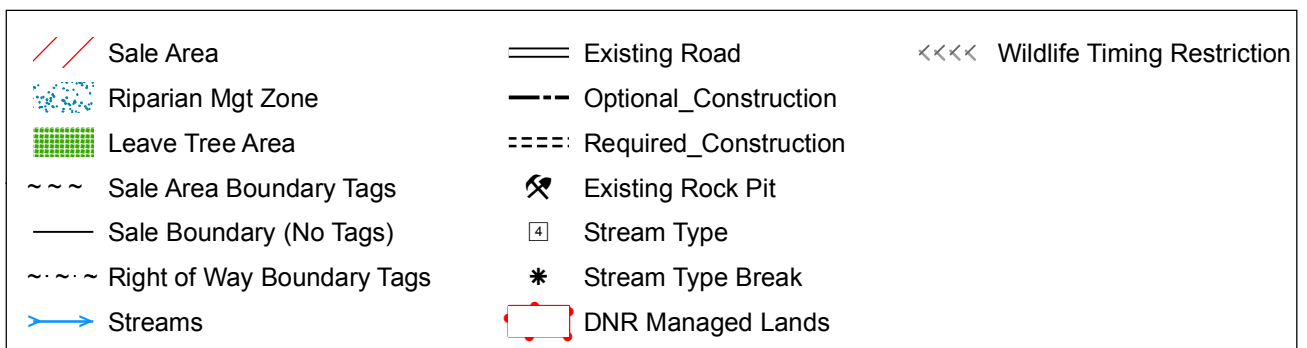 Sale Area
Riparian Mgt Zone
Leave Tree Area
Sale Area Boundary Tags
Sale Boundary (No Tags)
Right of Way Boundary Tags
Streams
Existing Road
Optional_Construction
Required_Construction
Existing Rock Pit
4 Stream Type
Stream Type Break
DNR Managed Lands
Wildlife Timing Restriction